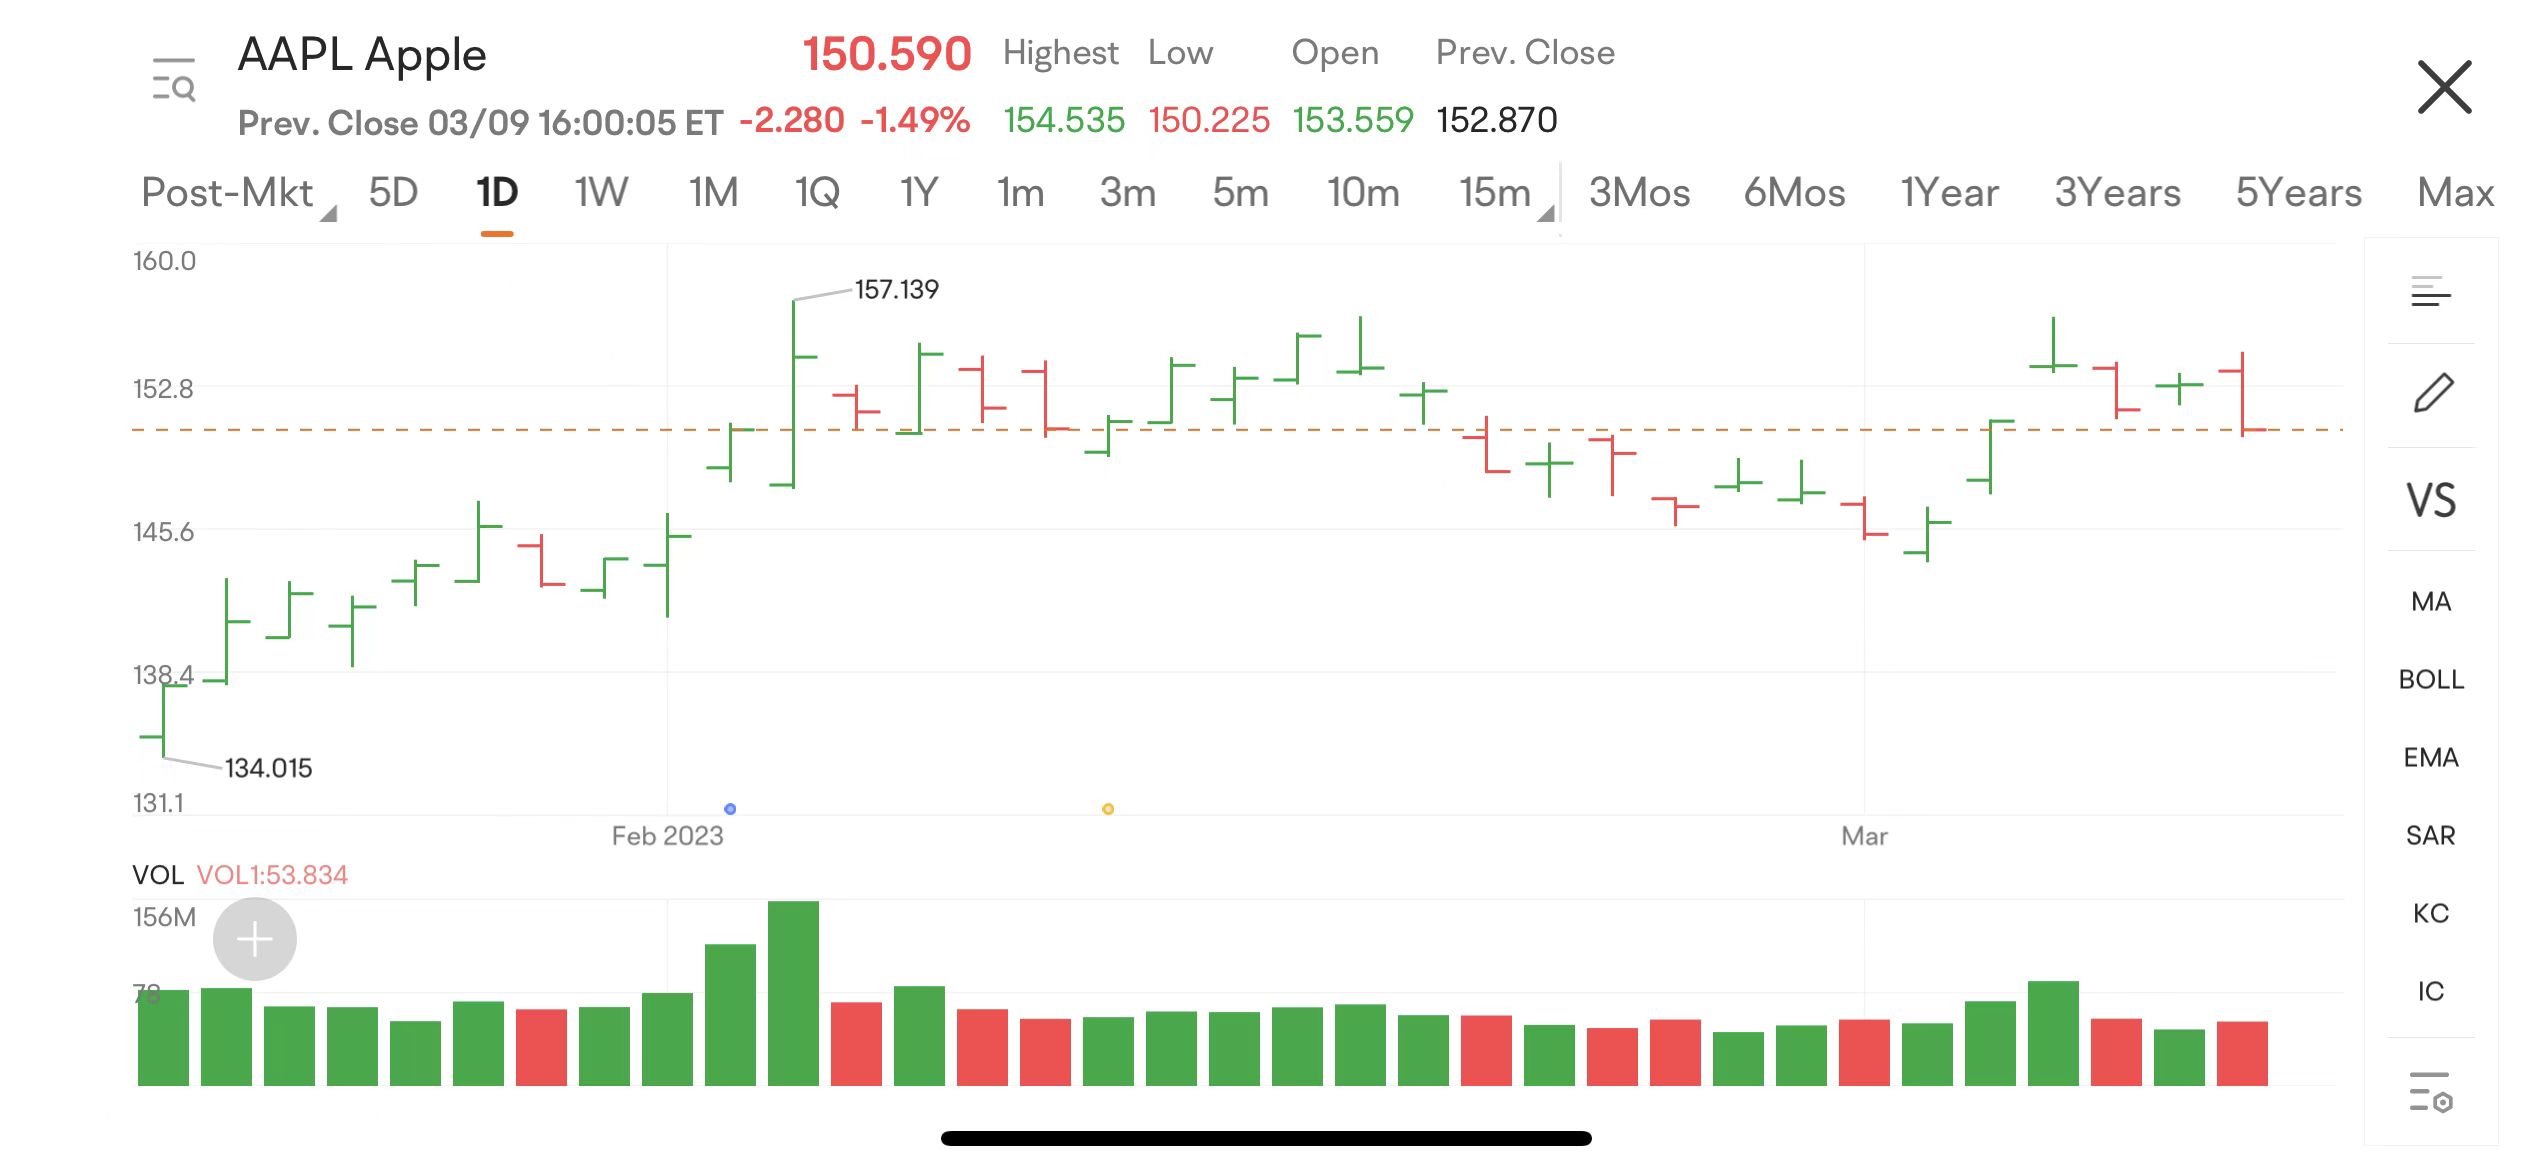 AAPL Apple 150.590 Highest Low Open Prev. Close
Prev. Close 03/09 16:00:05 ET -2.280 -1.49% 154.535 150.225 153.559 152.870
Post-Mkt 5D 1D 1W 1M 1Q 1Y 1m 3m 5m 10m 15m 3Mos 6Mos 1Year 3Years 5Years Max
160.0
157.139
152.8
145.6
138.4
134.015
131.1
Feb 2023 Mar
VOL VOL1:53.834
156M
78
VS
MA
BOLL
EMA
SAR
KC
IC